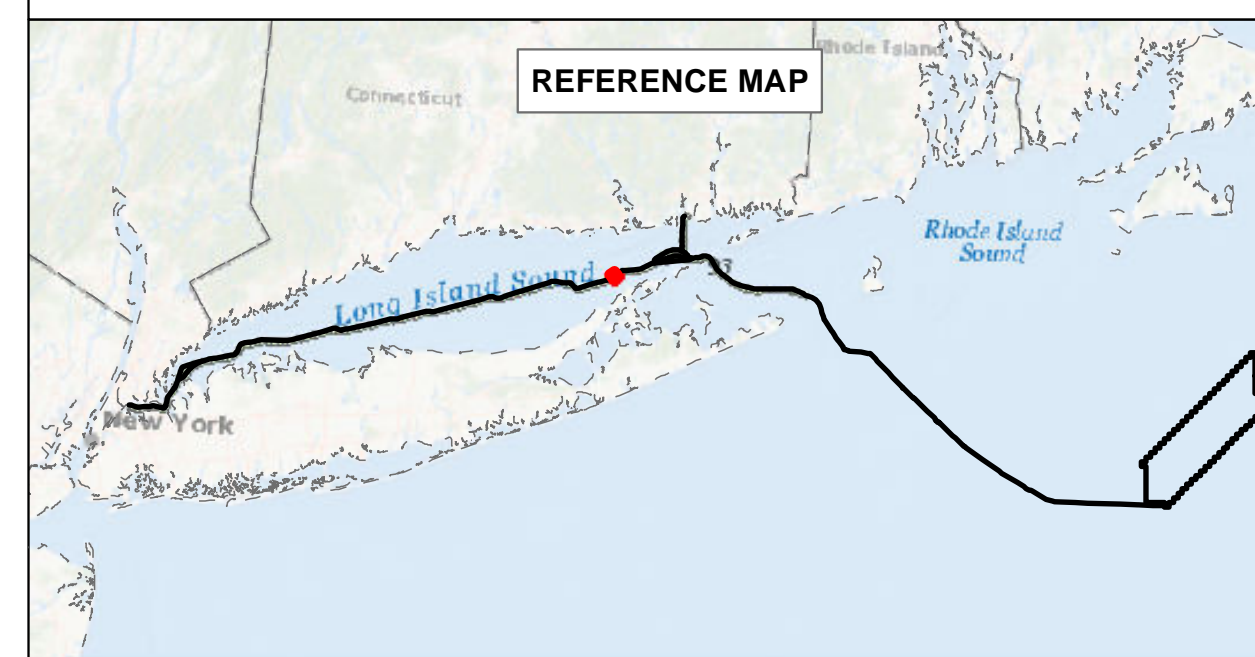 REFERENCE MAP
Rhode Island
Connecticut
Rhode Island
Sound
Long Island Sound
New York